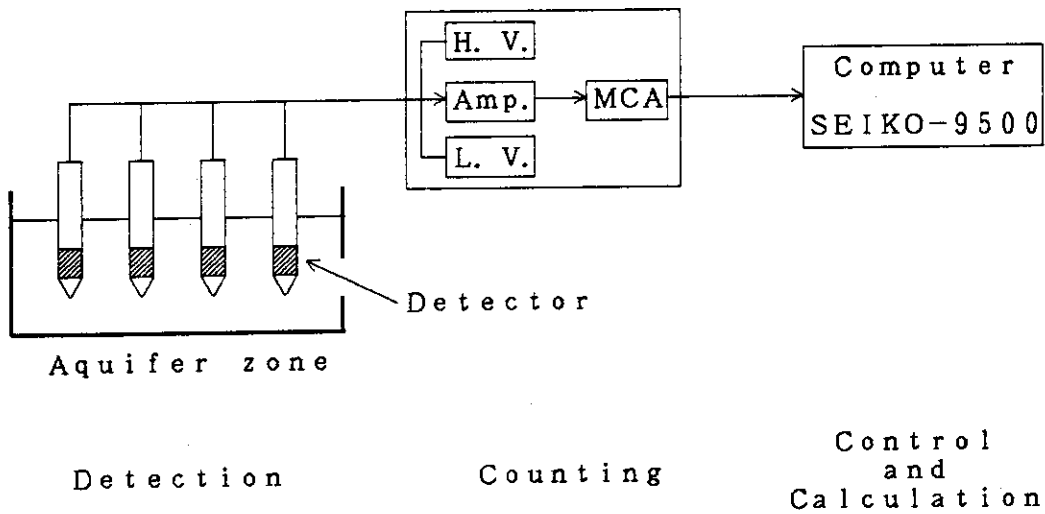 H. V.
Amp.
MCA
L. V.
Computer
SEIKO-9500
Detector
Aquifer zone
Detection
Counting
Control
and
Calculation